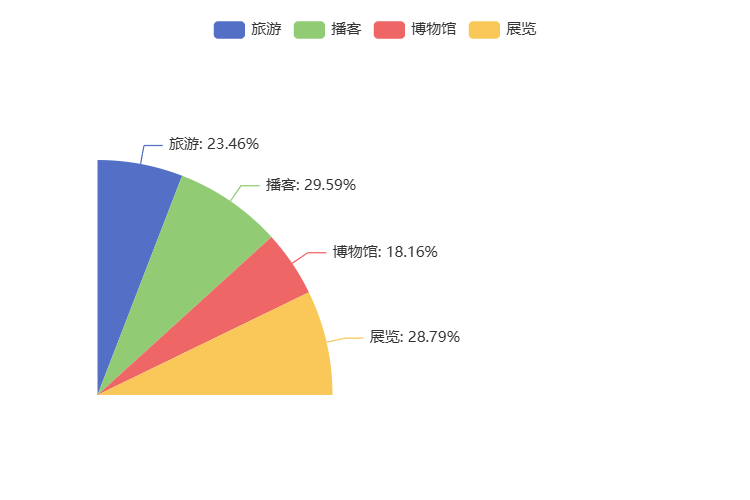 旅游 播客 博物馆 展览
旅游: 23.46%
播客: 29.59%
博物馆: 18.16%
展览: 28.79%